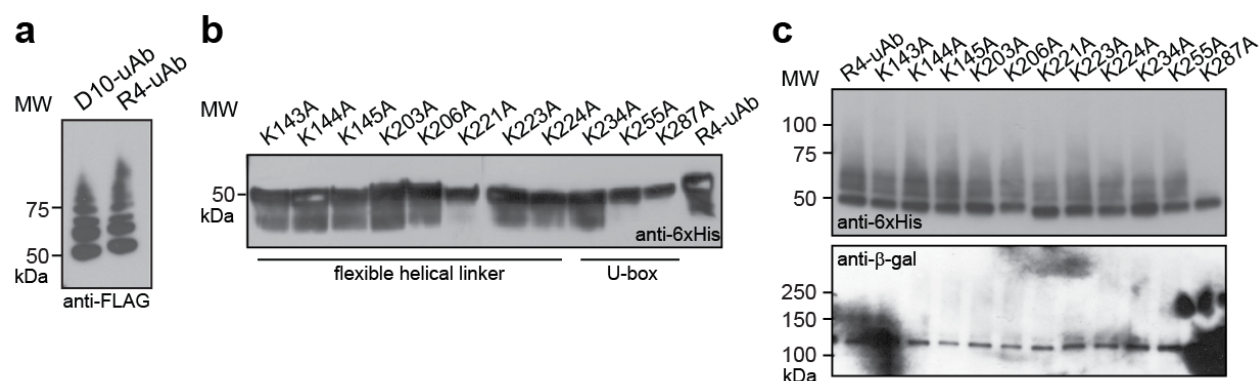 a
MW
D10-uAb
R4-uAb
75
50
kDa
anti-FLAG
b
MW
K143A
K144A
K145A
K203A
K206A
K221A
K223A
K224A
K234A
K255A
K287A
R4-uAb
50
kDa
anti-6xHis
flexible helical linker
U-box
c
MW
R4-uAb
K143A
K144A
K145A
K203A
K206A
K221A
K223A
K224A
K234A
K255A
K287A
100
75
50
anti-6xHis
anti-β-gal
250
150
100
kDa